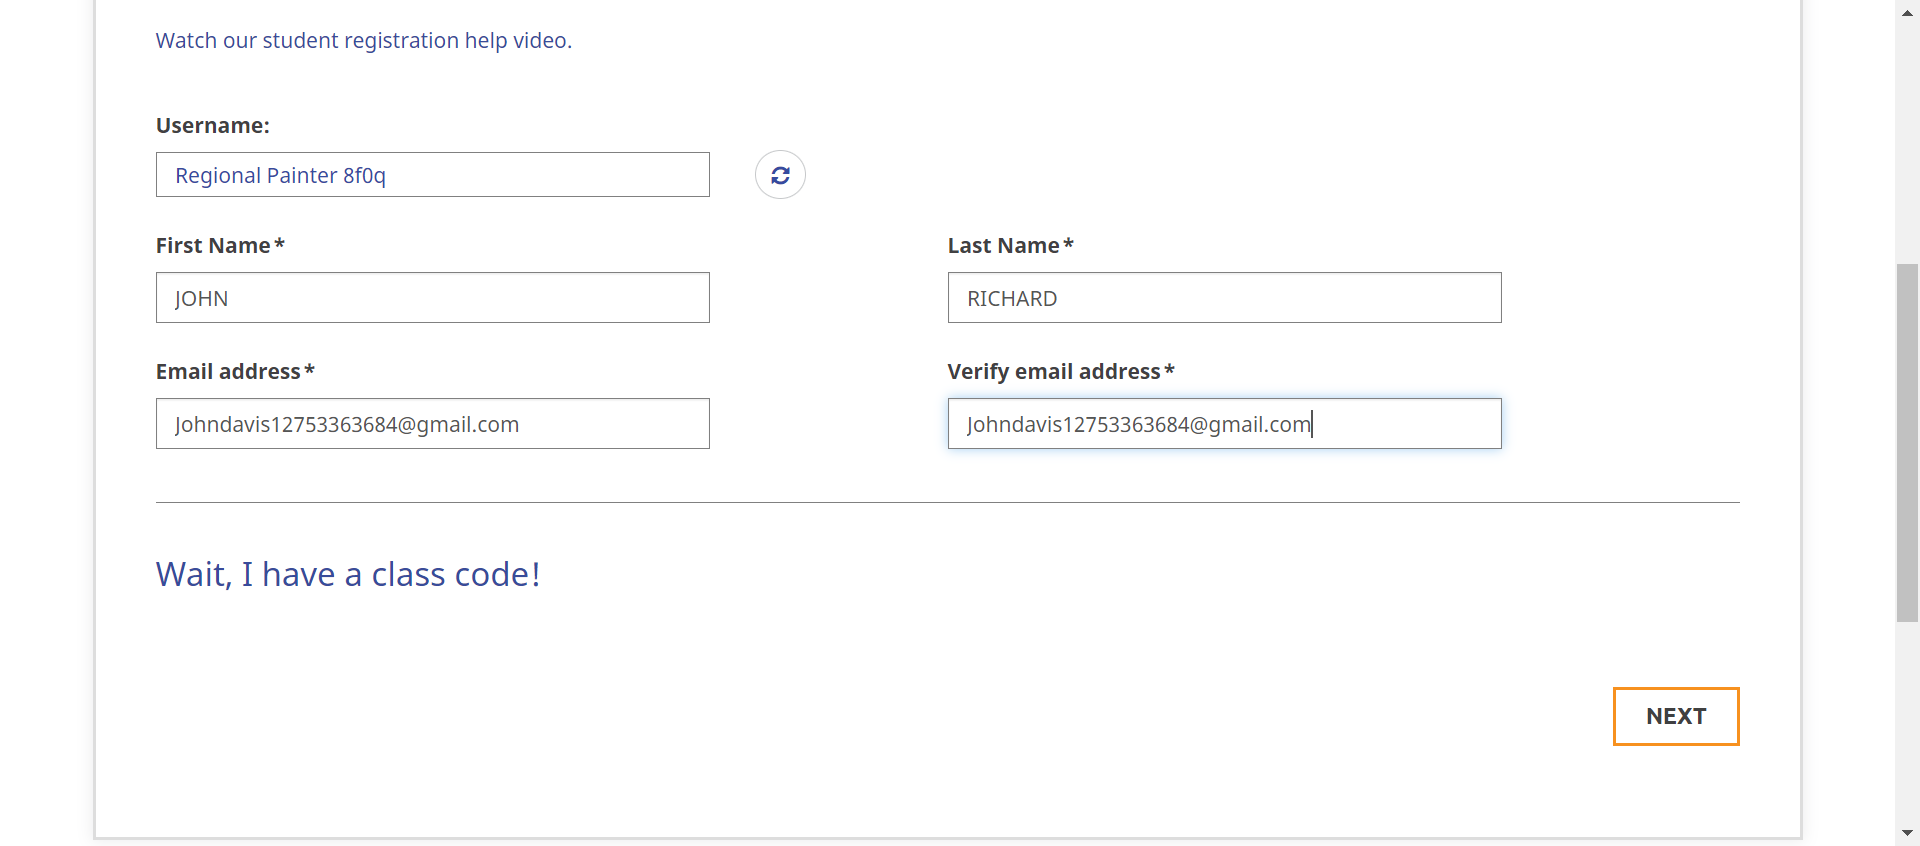 Watch our student registration help video.
Username:
Regional Painter 8f0q
First Name* Last Name*
JOHN RICHARD
Email address* Verify email address*
Johndavis12753363684@gmail.com Johndavis12753363684@gmail.com
Wait, I have a class code!
NEXT